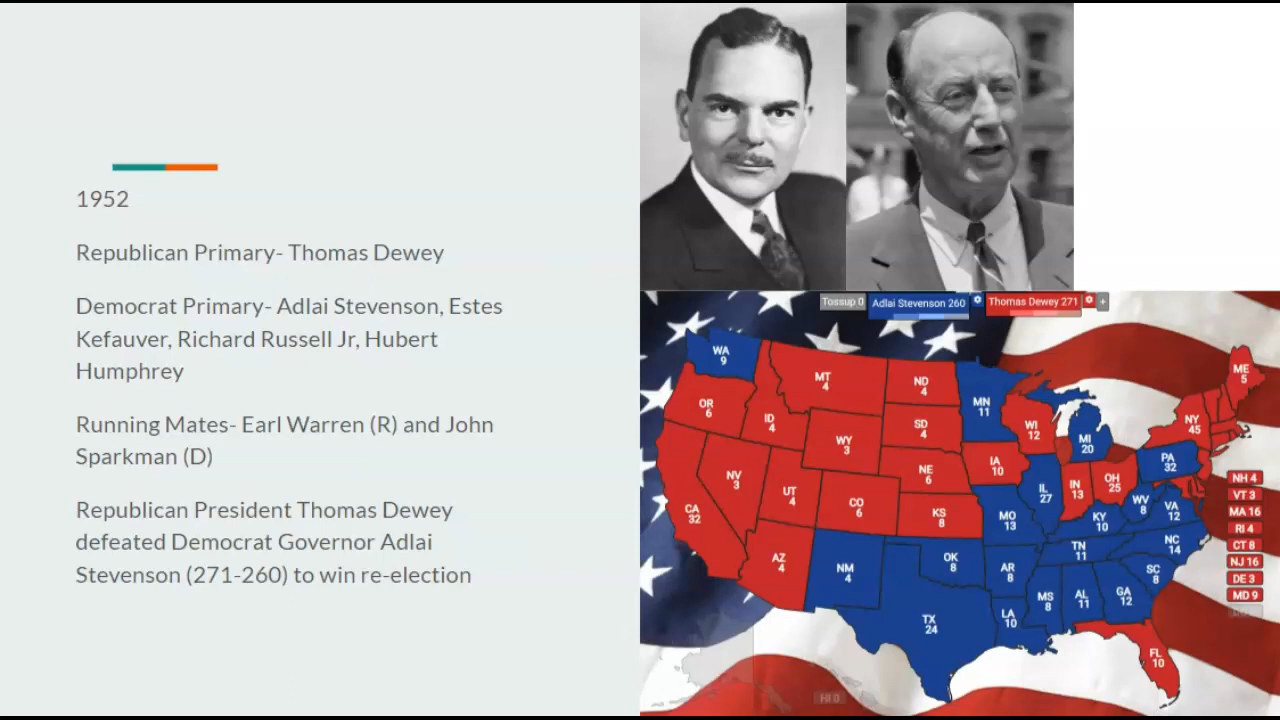 1952
Republican Primary- Thomas Dewey
Democrat Primary- Adlai Stevenson, Estes
Kefauver, Richard Russell Jr, Hubert
Humphrey
Running Mates- Earl Warren (R) and John
Sparkman (D)
Republican President Thomas Dewey
defeated Democrat Governor Adlai
Stevenson (271-260) to win re-election
Tossup 0 Adlai Stevenson 260 Thomas Dewey 271 +
WA
9
OR
6
CA
32
NV
3
ID
4
MT
4
WY
3
UT
4
AZ
4
CO
6
NM
4
ND
4
SD
4
NE
6
KS
8
OK
8
TX
24
MN
11
IA
10
MO
13
AR
8
LA
10
WI
12
IL
27
MI
20
IN
13
OH
25
KY
10
TN
11
MS
8
AL
11
GA
12
FL
10
SC
8
NC
14
VA
12
WV
8
PA
32
NY
45
ME
5
NH 4
VT 3
MA 16
RI 4
CT 8
NJ 16
DE 3
MD 9
HI 0